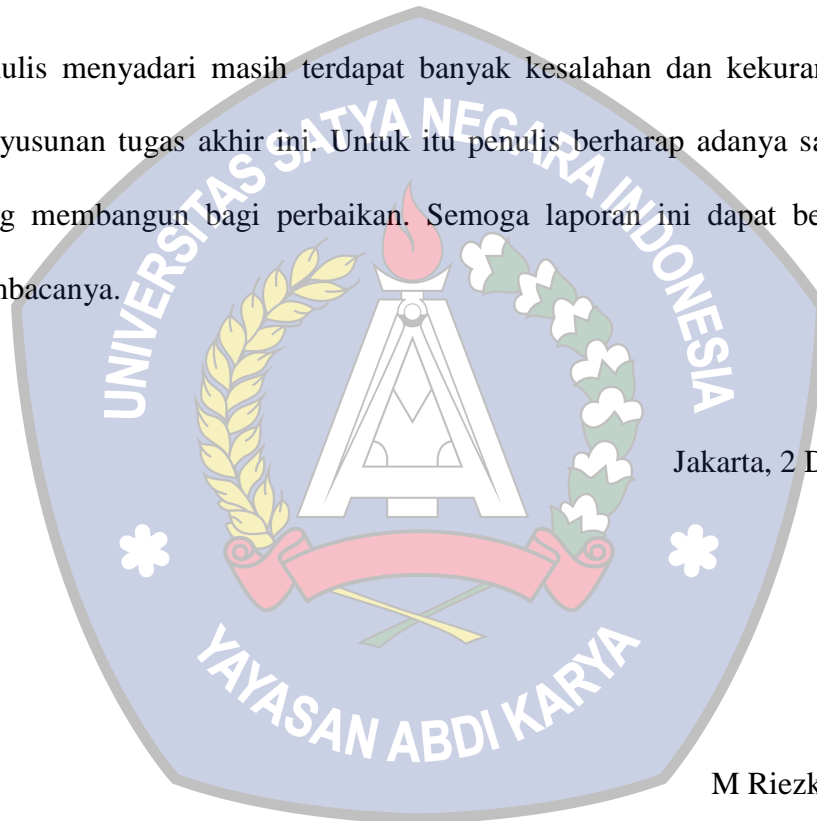 ulis menyadari masih terdapat banyak kesalahan dan kekuran
yusunan tugas akhir ini. Untuk itu penulis berharap adanya sa
g membangun bagi perbaikan. Semoga laporan ini dapat be
nbacanya.
UNIVERSITAS SATYA NEGARA INDONESIA
Jakarta, 2 D
YAYASAN ABDI KARYA
M Riezk